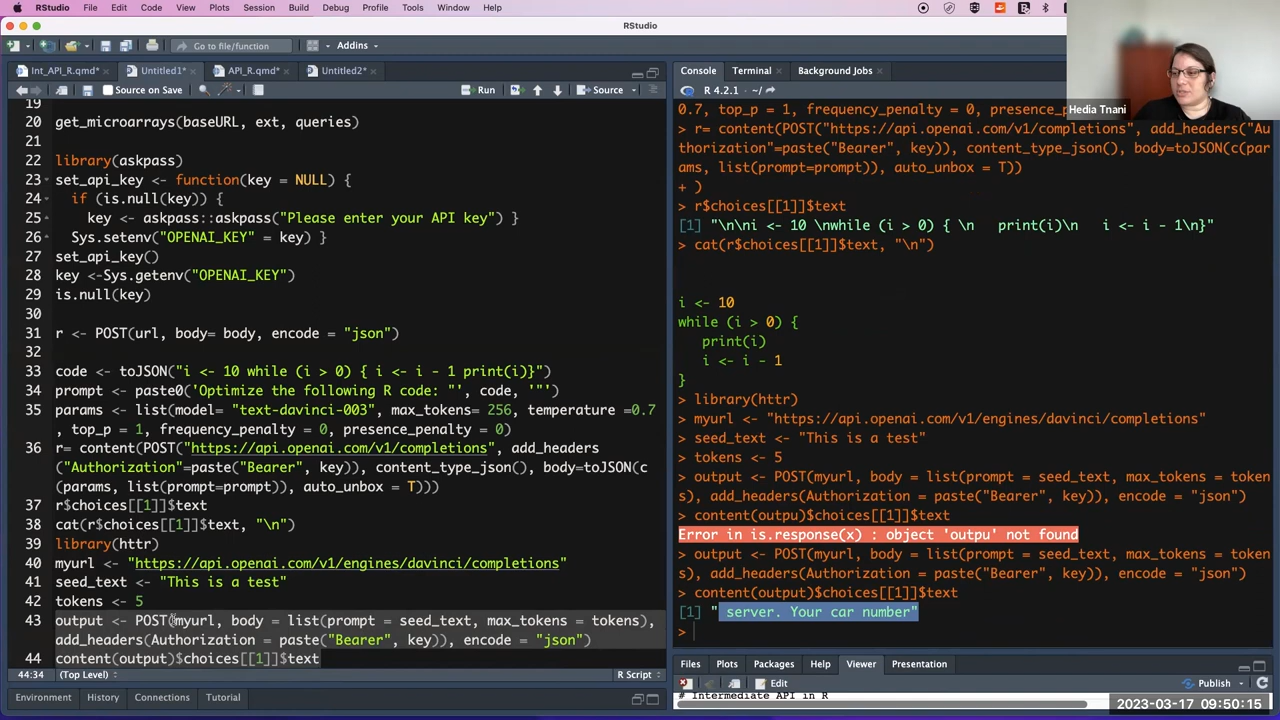 RStudio File Edit Code View Plots Session Build Debug Profile Tools Window Help
RStudio
Go to file/function Addins
Int_API_R.qmd* Untitled1* API_R.qmd* Untitled2*
Source on Save Run Source
19
20 get_microarrays(baseURL, ext, queries)
21
22 library(askpass)
23 set_api_key <- function(key = NULL) {
24 if (is.null(key)) {
25 key <- askpass::askpass("Please enter your API key") }
26 Sys.setenv("OPENAI_KEY" = key) }
27 set_api_key()
28 key <-Sys.getenv("OPENAI_KEY")
29 is.null(key)
30
31 r <- POST(url, body= body, encode = "json")
32
33 code <- toJSON("i <- 10 while (i > 0) { i <- i - 1 print(i)}")
34 prompt <- paste0('Optimize the following R code: "', code, '"')
35 params <- list(model= "text-davinci-003", max_tokens= 256, temperature =0.7
, top_p = 1, frequency_penalty = 0, presence_penalty = 0)
36 r= content(POST("https://api.openai.com/v1/completions", add_headers
("Authorization"=paste("Bearer", key)), content_type_json(), body=toJSON(c
(params, list(prompt=prompt)), auto_unbox = T)))
37 r$choices[[1]]$text
38 cat(r$choices[[1]]$text, "\n")
39 library(httr)
40 myurl <- "https://api.openai.com/v1/engines/davinci/completions"
41 seed_text <- "This is a test"
42 tokens <- 5
43 output <- POST(myurl, body = list(prompt = seed_text, max_tokens = tokens),
add_headers(Authorization = paste("Bearer", key)), encode = "json")
44 content(output)$choices[[1]]$text
44:34 (Top Level) R Script
Environment History Connections Tutorial
Console Terminal Background Jobs
R 4.2.1 · ~/
0.7, top_p = 1, frequency_penalty = 0, presence_p
> r= content(POST("https://api.openai.com/v1/completions", add_headers("Au
thorization"=paste("Bearer", key)), content_type_json(), body=toJSON(c(par
ams, list(prompt=prompt)), auto_unbox = T))
+ )
> r$choices[[1]]$text
[1] "\n\ni <- 10 \nwhile (i > 0) { \n   print(i)\n   i <- i - 1\n}"
> cat(r$choices[[1]]$text, "\n")
i <- 10
while (i > 0) {
print(i)
i <- i - 1
}
> library(httr)
> myurl <- "https://api.openai.com/v1/engines/davinci/completions"
> seed_text <- "This is a test"
> tokens <- 5
> output <- POST(myurl, body = list(prompt = seed_text, max_tokens = token
s), add_headers(Authorization = paste("Bearer", key)), encode = "json")
> content(outpu)$choices[[1]]$text
Error in is.response(x) : object 'outpu' not found
> output <- POST(myurl, body = list(prompt = seed_text, max_tokens = token
s), add_headers(Authorization = paste("Bearer", key)), encode = "json")
> content(output)$choices[[1]]$text
[1] " server. Your car number"
>
Files Plots Packages Help Viewer Presentation
Edit Publish
# Intermediate API in R
Hedia Tnani
2023-03-17 09:50:15